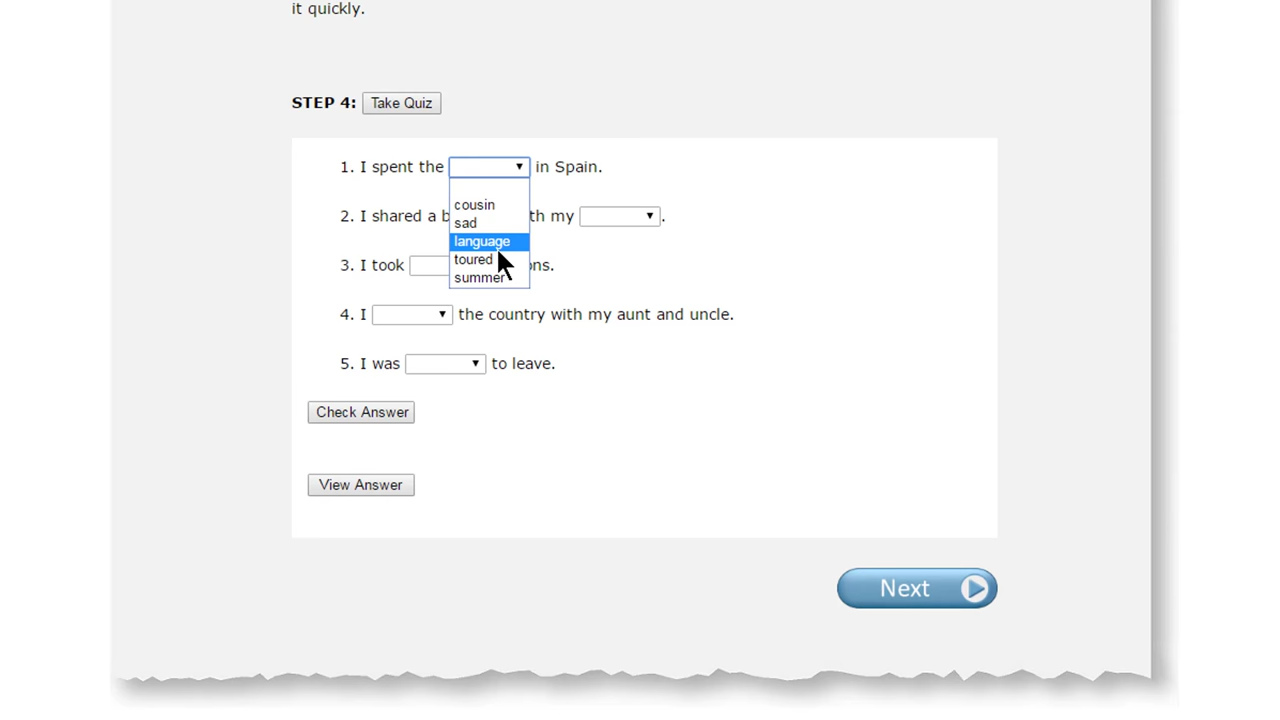 it quickly.
STEP 4: Take Quiz
1. I spent the in Spain.
cousin
sad
language
toured
summer
2. I shared a b th my .
3. I took ons.
4. I the country with my aunt and uncle.
5. I was to leave.
Check Answer
View Answer
Next